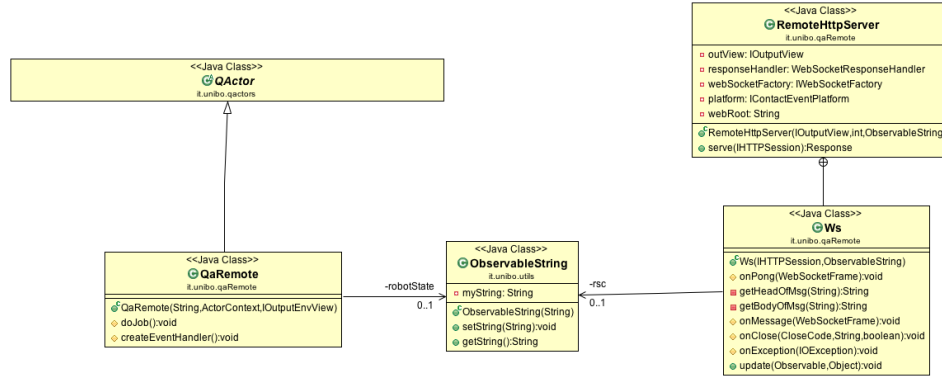 <<Java Class>>
RemoteHttpServer
it.unibo.qaRemote
outView: IOutputView
responseHandler: WebSocketResponseHandler
webSocketFactory: IWebSocketFactory
platform: IContactEventPlatform
webRoot: String
RemoteHttpServer(IOutputView,int,ObservableString
serve(IHTTPSession):Response
<<Java Class>>
QActor
it.unibo.qactors
<<Java Class>>
QaRemote
it.unibo.qaRemote
QaRemote(String,ActorContext,IOutputEnvView)
doJob():void
createEventHandler():void
-robotState
0..1
<<Java Class>>
ObservableString
it.unibo.utils
myString: String
ObservableString(String)
setString(String):void
getString():String
-rsc
0..1
<<Java Class>>
Ws
it.unibo.qaRemote
Ws(IHTTPSession,ObservableString)
onPong(WebSocketFrame):void
getHeadOfMsg(String):String
getBodyOfMsg(String):String
onMessage(WebSocketFrame):void
onClose(CloseCode,String,boolean):void
onException(IOException):void
update(Observable,Object):void